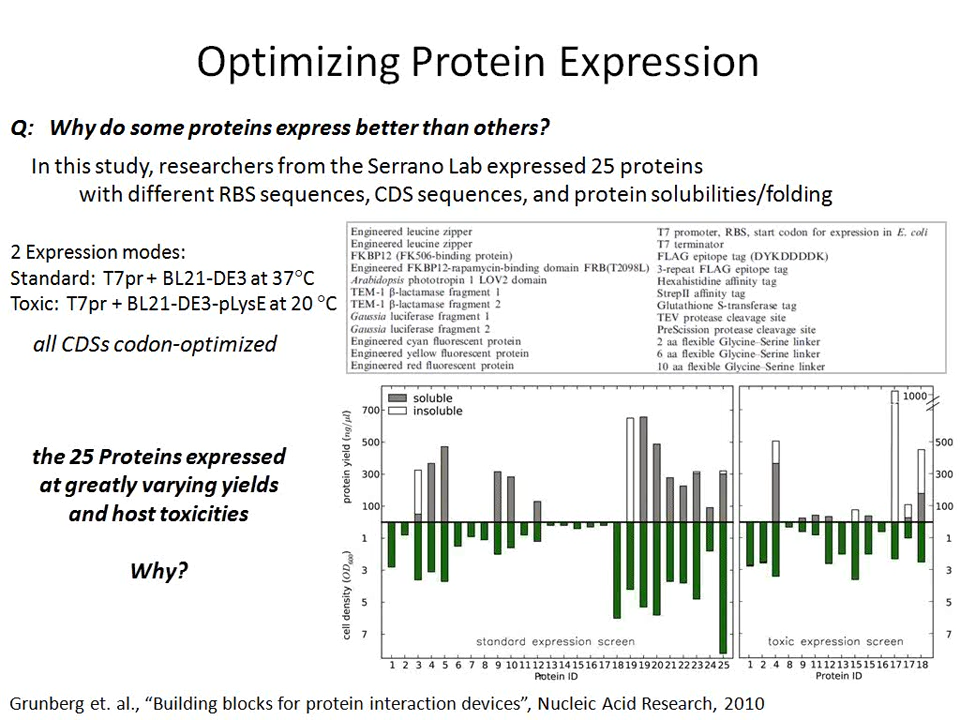 Optimizing Protein Expression
Q: Why do some proteins express better than others?
In this study, researchers from the Serrano Lab expressed 25 proteins
with different RBS sequences, CDS sequences, and protein solubilities/folding
2 Expression modes:
Standard: T7pr + BL21-DE3 at 37°C
Toxic: T7pr + BL21-DE3-pLysE at 20 °C
all CDSs codon-optimized
the 25 Proteins expressed
at greatly varying yields
and host toxicities
Why?
Engineered leucine zipper
Engineered leucine zipper
FKBP12 (FK506-binding protein)
Engineered FKBP12-rapamycin-binding domain FRB(T2098L)
Arabidopsis phototropin 1 LOV2 domain
TEM-1 β-lactamase fragment 1
TEM-1 β-lactamase fragment 2
Gaussia luciferase fragment 1
Gaussia luciferase fragment 2
Engineered cyan fluorescent protein
Engineered yellow fluorescent protein
Engineered red fluorescent protein
T7 promoter, RBS, start codon for expression in E. coli
T7 terminator
FLAG epitope tag (DYKDDDDK)
3-repeat FLAG epitope tag
Hexahistidine affinity tag
StrepII affinity tag
Glutathione S-transferase tag
TEV protease cleavage site
PreScission protease cleavage site
2 aa flexible Glycine–Serine linker
6 aa flexible Glycine–Serine linker
10 aa flexible Glycine–Serine linker
soluble
insoluble
protein yield (ng/µl)
700
500
300
100
1
3
5
7
cell density (OD600)
standard expression screen
1 2 3 4 5 6 7 8 9 10 11 12 13 14 15 16 17 18 19 19 20 21 22 23 24 25
Protein ID
1000
500
300
100
1
3
5
7
toxic expression screen
1 2 4 8 9 11 12 13 15 15 16 17 17 18
Protein ID
Grunberg et. al., “Building blocks for protein interaction devices”, Nucleic Acid Research, 2010